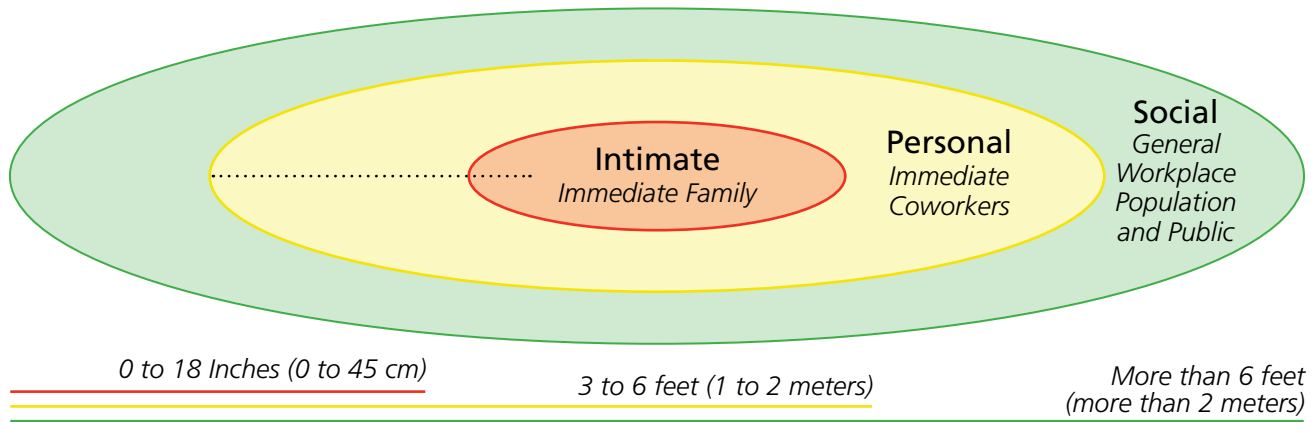 Intimate
Immediate Family
Personal
Immediate
Coworkers
Social
General
Workplace
Population
and Public
0 to 18 Inches (0 to 45 cm)
3 to 6 feet (1 to 2 meters)
More than 6 feet
(more than 2 meters)